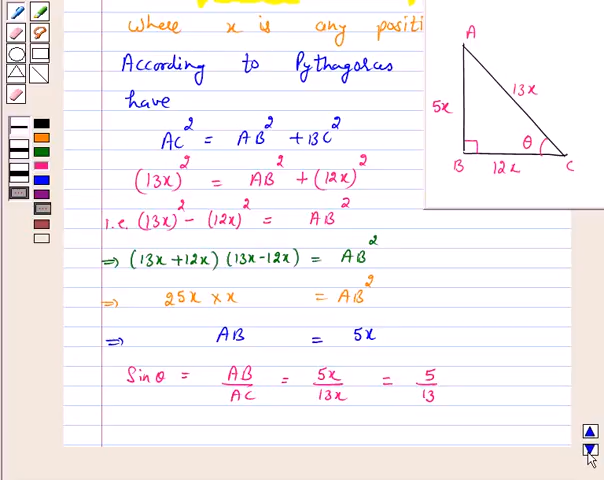 where x is any positi
According to Pythagoras
have
AC² = AB² + BC²
(13x)² = AB² + (12x)²
i.e. (13x)² - (12x)² = AB²
⇒ (13x+12x) (13x-12x) = AB²
⇒ 25x × x = AB²
⇒ AB = 5x
Sin θ = AB/AC = 5x/13x = 5/13
A
13x
5x
θ
B
12x
C